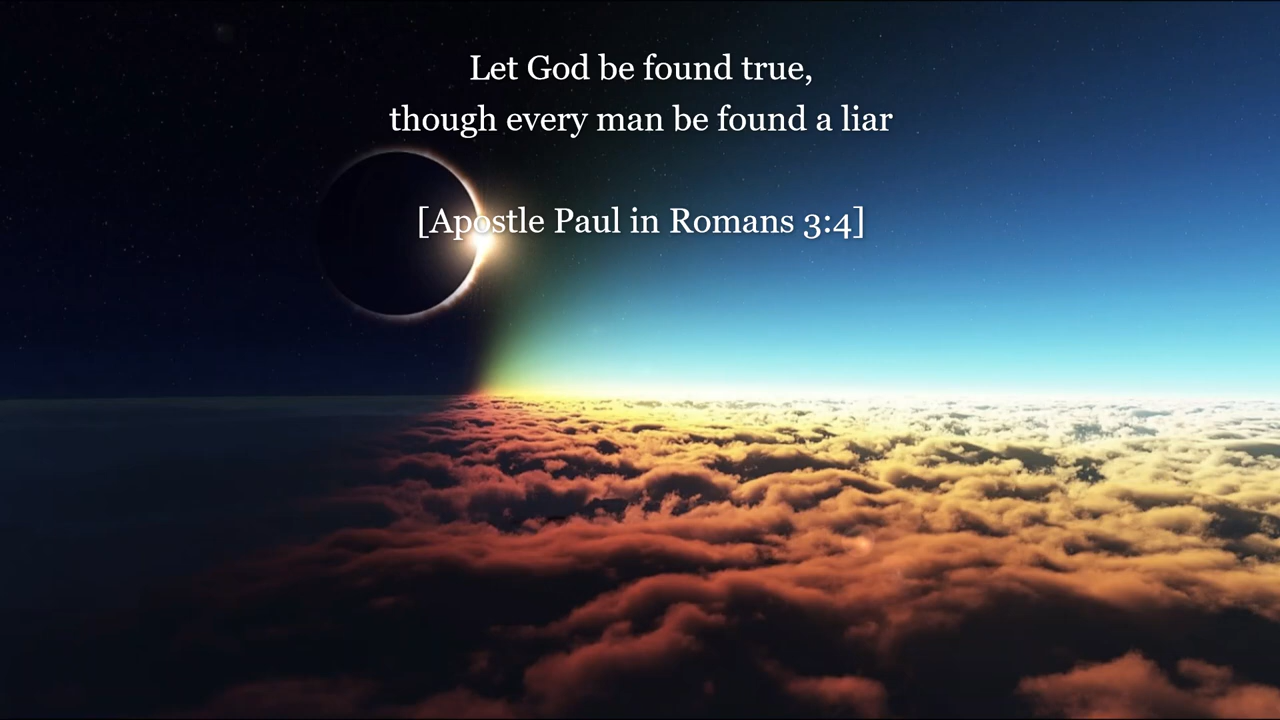 Let God be found true,
though every man be found a liar
[Apostle Paul in Romans 3:4]